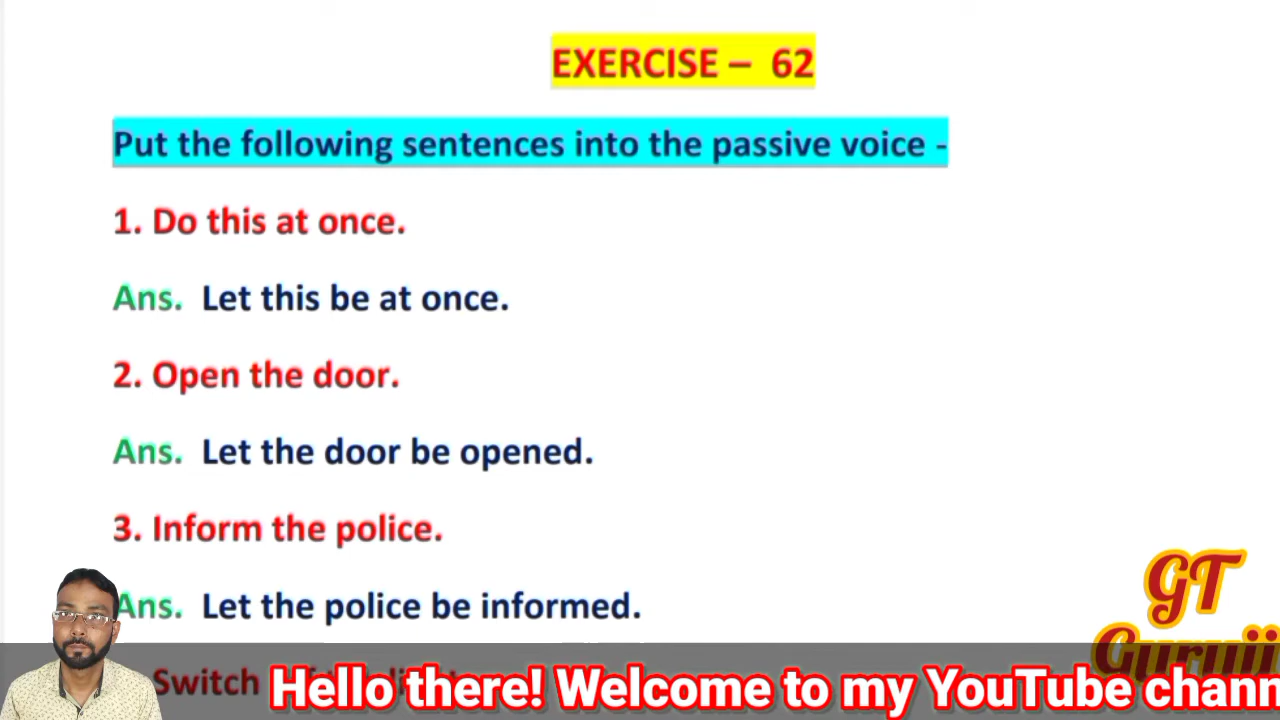 EXERCISE – 62
Put the following sentences into the passive voice -
1. Do this at once.
Ans. Let this be at once.
2. Open the door.
Ans. Let the door be opened.
3. Inform the police.
Ans. Let the police be informed.
Switch
Hello there! Welcome to my YouTube chann
GT
Guruji